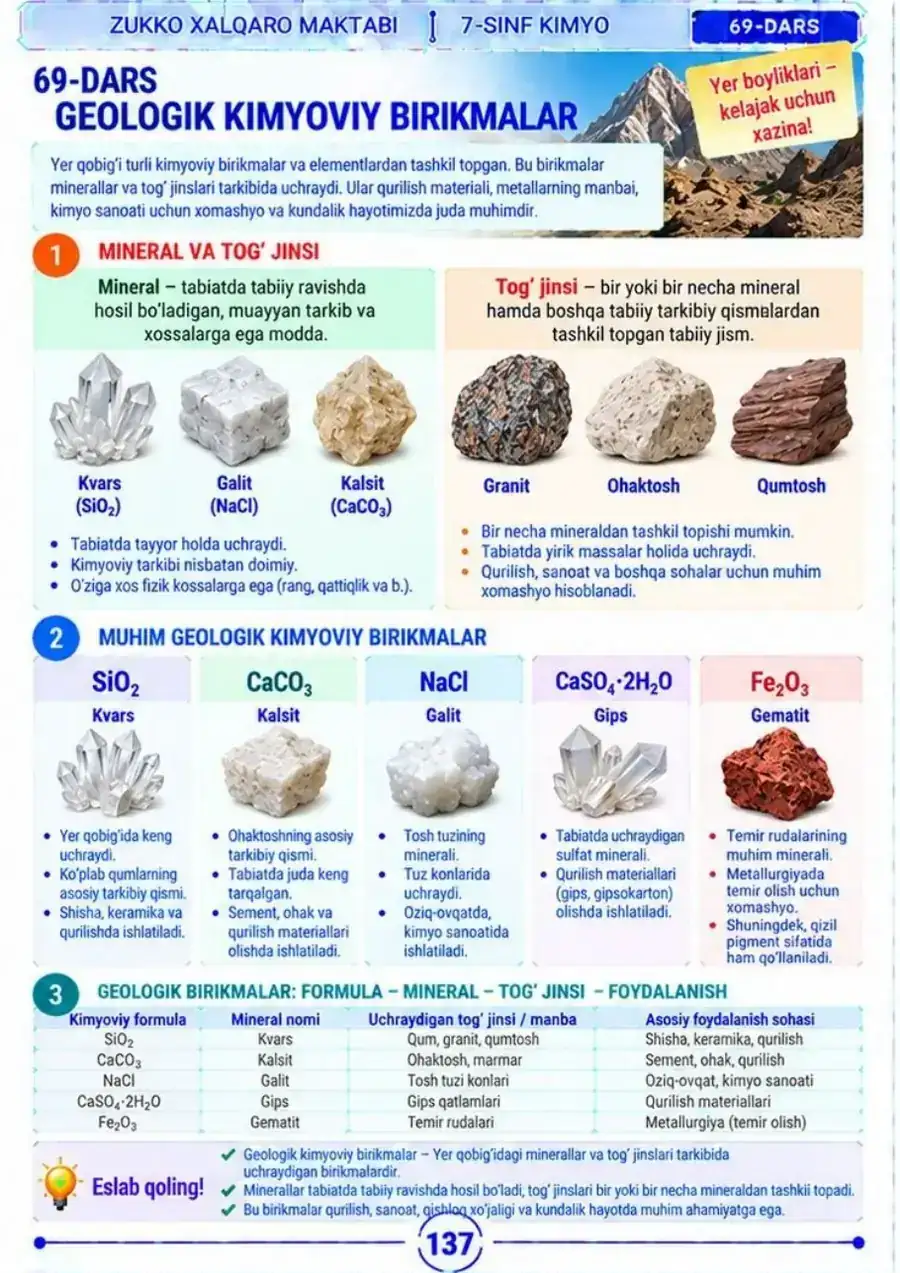 ZUKKO XALQARO MAKTABI 7-SINF KIMYO
69-DARS
69-DARS
GEOLOGIK KIMYOVIY BIRIKMALAR
Yer boyliklari –
kelajak uchun
xazina!
Yer qobig‘i turli kimyoviy birikmalar va elementlardan tashkil topgan. Bu birikmalar
minerallar va tog‘ jinslari tarkibida uchraydi. Ular qurilish materiali, metallarning manbai,
kimyo sanoati uchun xomashyo va kundalik hayotimizda juda muhimdir.
1 MINERAL VA TOG‘ JINSI
Mineral – tabiatda tabiiy ravishda
hosil bo‘ladigan, muayyan tarkib va
xossalarga ega modda.
Kvars
(SiO₂)
Galit
(NaCl)
Kalsit
(CaCO₃)
• Tabiatda tayyor holda uchraydi.
• Kimyoviy tarkibi nisbatan doimiy.
• O‘ziga xos fizik kossalarga ega (rang, qattiqlik va b.).
Tog‘ jinsi – bir yoki bir necha mineral
hamda boshqa tabiiy tarkibiy qismlardan
tashkil topgan tabiiy jism.
Granit
Ohaktosh
Qumtosh
• Bir necha mineraldan tashkil topishi mumkin.
• Tabiatda yirik massalar holida uchraydi.
• Qurilish, sanoat va boshqa sohalar uchun muhim
xomashyo hisoblanadi.
2 MUHIM GEOLOGIK KIMYOVIY BIRIKMALAR
SiO₂
Kvars
• Yer qobig‘ida keng
uchraydi.
• Ko‘plab qumlarning
asosiy tarkibiy qismi.
• Shisha, keramika va
qurilishda ishlatiladi.
CaCO₃
Kalsit
• Ohaktoshning asosiy
tarkibiy qismi.
• Tabiatda juda keng
tarqalgan.
• Sement, ohak va
qurilish materiallari
olishda ishlatiladi.
NaCl
Galit
• Tosh tuzining
minerali.
• Tuz konlarida
uchraydi.
• Oziq-ovqatda,
kimyo sanoatida
ishlatiladi.
CaSO₄·2H₂O
Gips
• Tabiatda uchraydigan
sulfat minerali.
• Qurilish materiallari
(gips, gipsokarton)
olishda ishlatiladi.
Fe₂O₃
Gematit
• Temir rudalarining
muhim minerali.
• Metallurgiyada
temir olish uchun
xomashyo.
• Shuningdek, qizil
pigment sifatida
ham qo‘llaniladi.
3 GEOLOGIK BIRIKMALAR: FORMULA – MINERAL – TOG‘ JINSI – FOYDALANISH
Kimyoviy formula Mineral nomi Uchraydigan tog‘ jinsi / manba Asosiy foydalanish sohasi
SiO₂ Kvars Qum, granit, qumtosh Shisha, keramika, qurilish
CaCO₃ Kalsit Ohaktosh, marmar Sement, ohak, qurilish
NaCl Galit Tosh tuzi konlari Oziq-ovqat, kimyo sanoati
CaSO₄·2H₂O Gips Gips qatlamlari Qurilish materiallari
Fe₂O₃ Gematit Temir rudalari Metallurgiya (temir olish)
Eslab qoling!
✔ Geologik kimyoviy birikmalar – Yer qobig‘idagi minerallar va tog‘ jinslari tarkibida
uchraydigan birikmalardir.
✔ Minerallar tabiatda tabiiy ravishda hosil bo‘ladi, tog‘ jinslari bir yoki bir necha mineraldan tashkil topadi.
✔ Bu birikmalar qurilish, sanoat, qishloq xo‘jaligi va kundalik hayotda muhim ahamiyatga ega.
137